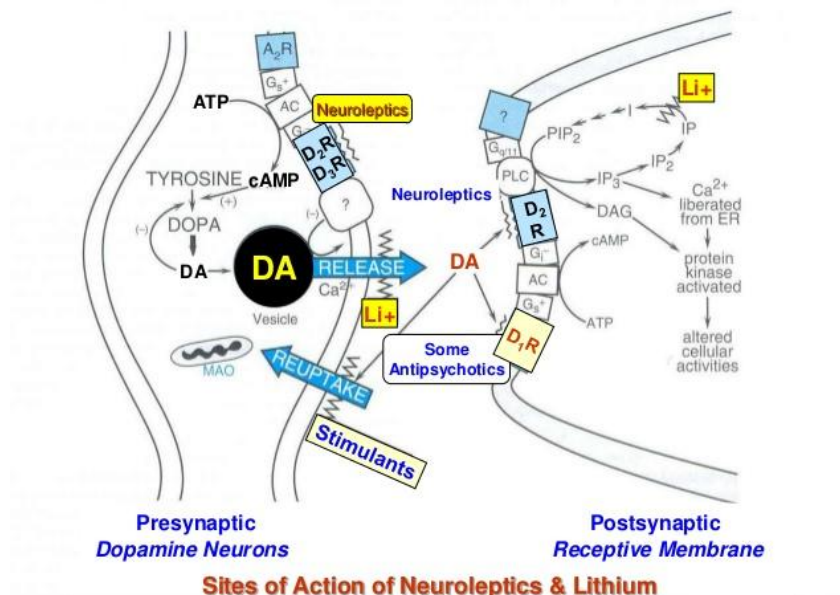 A2R
Gs+
AC
G
D2R
D3R
?
Neuroleptics
ATP
TYROSINE
cAMP
(+)
(-)
DOPA
DA
DA
Vesicle
(-)
RELEASE
Ca2+
Li+
MAO
REUPTAKE
Stimulants
DA
Neuroleptics
Some
Antipsychotics
?
Gq/11
PLC
D2
R
Gi-
AC
Gs+
D1R
PIP2
I
Li+
IP
IP2
IP3
DAG
cAMP
ATP
Ca2+
liberated
from ER
protein
kinase
activated
altered
cellular
activities
Presynaptic
Dopamine Neurons
Postsynaptic
Receptive Membrane
Sites of Action of Neuroleptics & Lithium